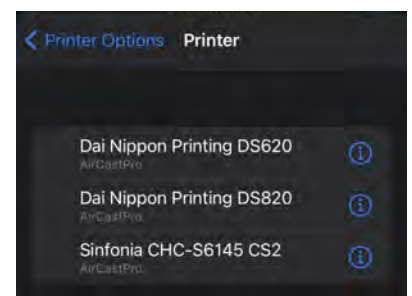 Printer Options Printer
Dai Nippon Printing DS620
AirCastPro
Dai Nippon Printing DS820
AirCastPro
Sinfonia CHC-S6145 CS2
AirCastPro